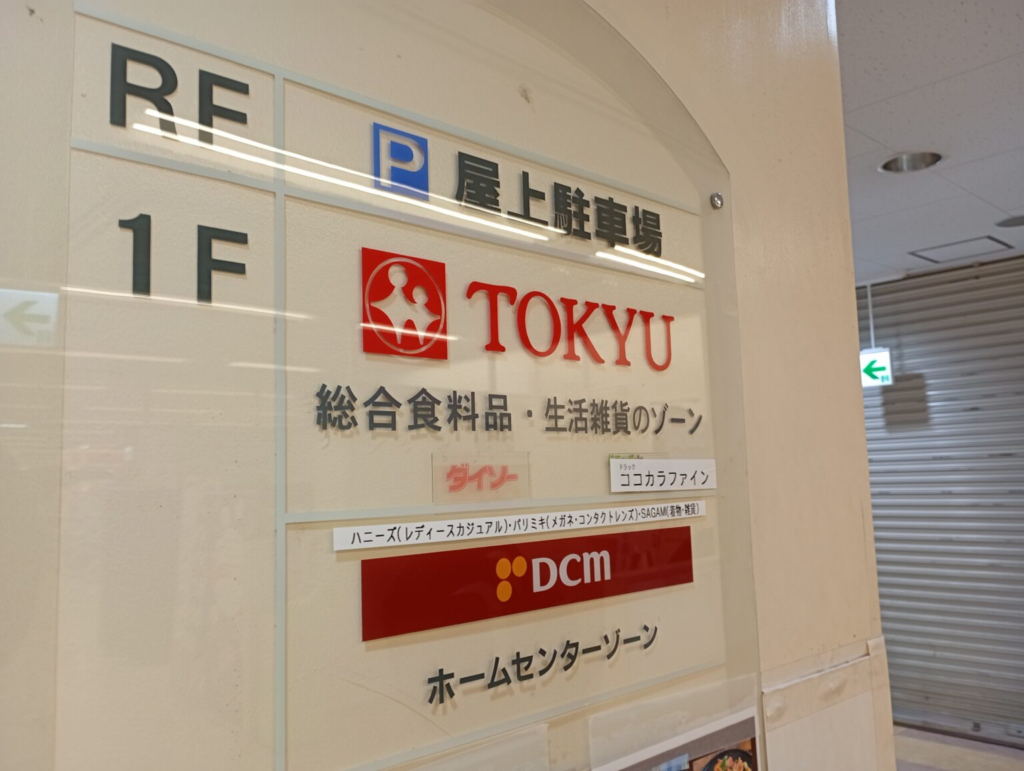 RF
P 屋上駐車場
1F
TOKYU
総合食料品・生活雑貨のゾーン
ダイソー
ドラッグ
ココカラファイン
ハニーズ(レディースカジュアル)・パリミキ(メガネ・コンタクトレンズ)・SAGAMI(着物・雑貨)
DCM
ホームセンターゾーン